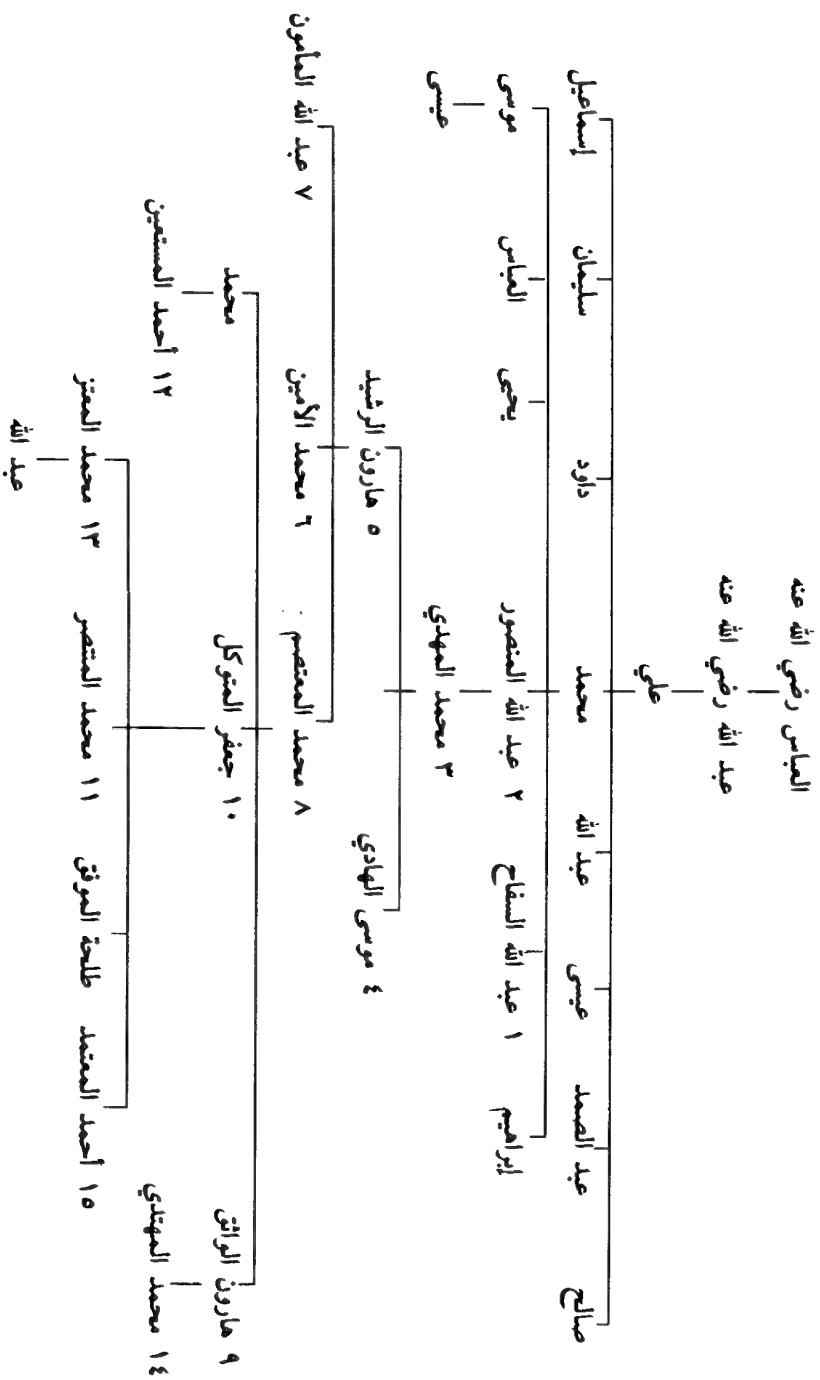 العباس رضي الله عنه
عبد الله رضي الله عنه
علي
إسماعيل سليمان داود محمد عبد الله عيسى عبد الصمد صالح
موسى العباس يحيى ٢ عبد الله المنصور ١ عبد الله السفاح إبراهيم
عيسى ٣ محمد المهدي
٥ هارون الرشيد ٤ موسى الهادي
٧ عبد الله المأمون ٦ محمد الأمين ٨ محمد المعتصم
محمد ١٠ جعفر المتوكل ٩ هارون الواثق
١٢ أحمد المستعين ١٤ محمد المهتدي
١٣ محمد المعتز ١١ محمد المنتصر طلحة الموفق ١٥ أحمد المعتمد
عبد الله